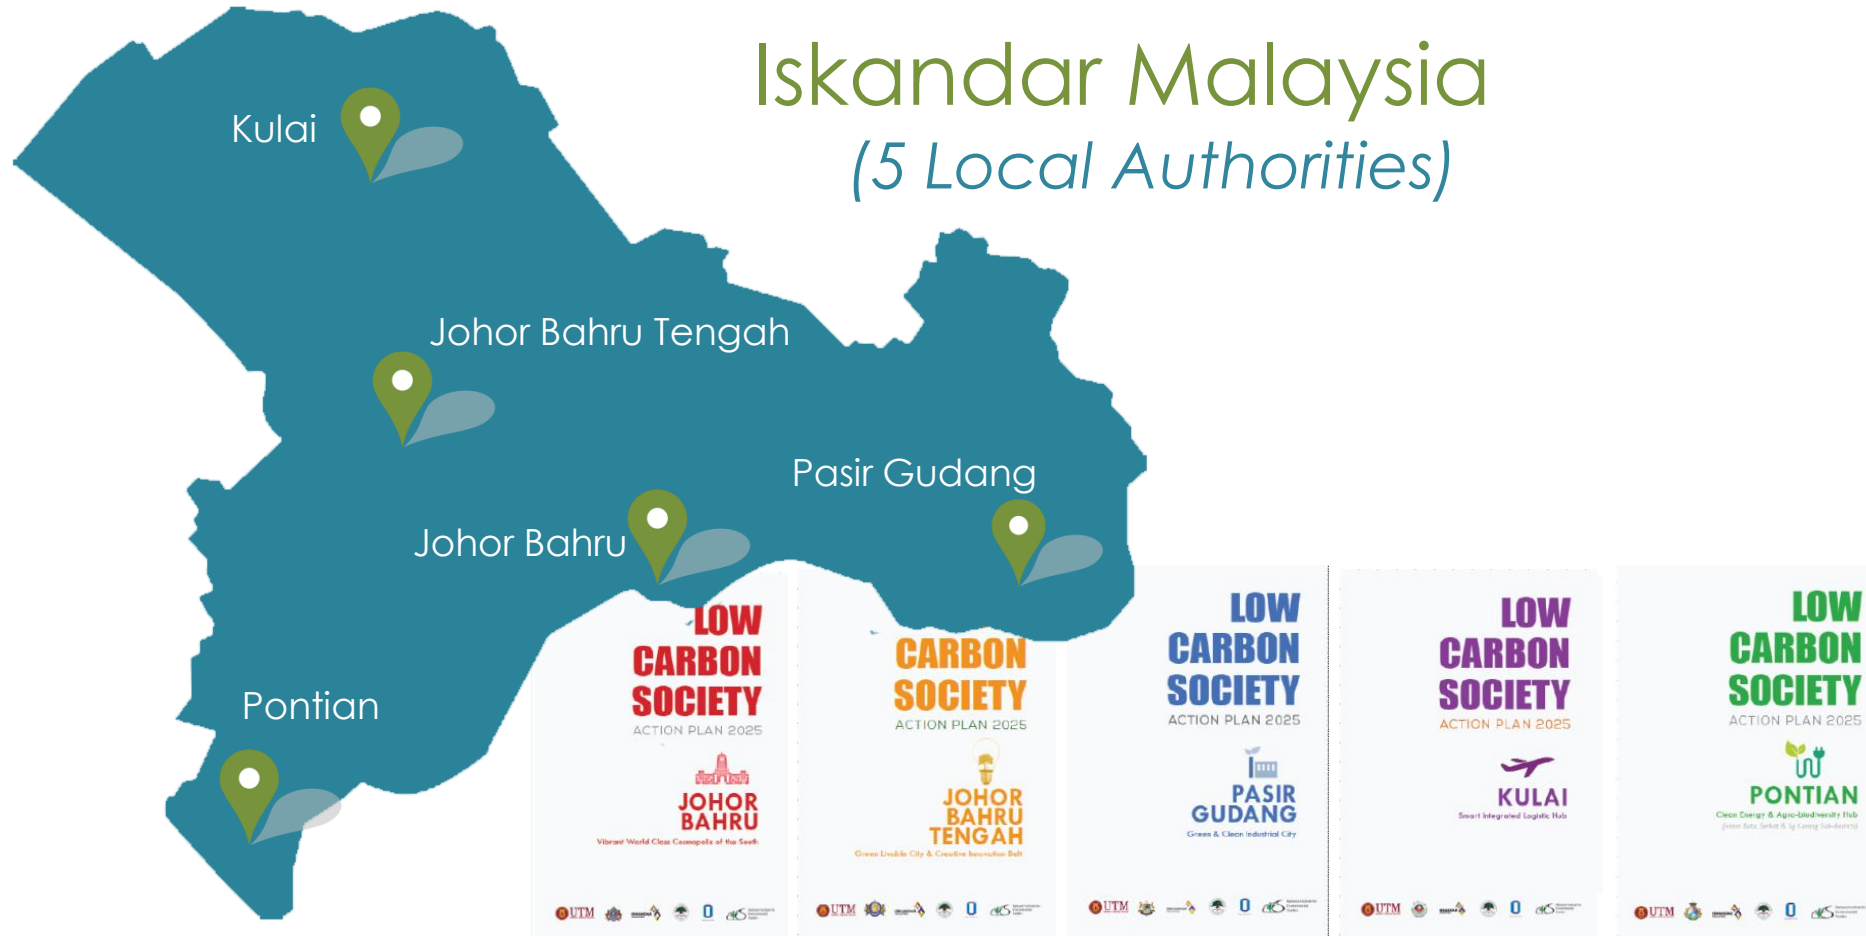 Iskandar Malaysia
(5 Local Authorities)
Kulai
Johor Bahru Tengah
Pasir Gudang
Johor Bahru
Pontian
LOW
CARBON
SOCIETY
ACTION PLAN 2025
JOHOR
BAHRU
Vibrant World Class Cosmopolis of the South
UTM
CARBON
SOCIETY
ACTION PLAN 2025
JOHOR
BAHRU
TENGAH
Green Livable City & Creative Innovation Belt
UTM
LOW
CARBON
SOCIETY
ACTION PLAN 2025
PASIR
GUDANG
Green & Clean Industrial City
UTM
LOW
CARBON
SOCIETY
ACTION PLAN 2025
KULAI
Smart Integrated Logistic Hub
UTM
LOW
CARBON
SOCIETY
ACTION PLAN 2025
PONTIAN
Clean Energy & Agro-biodiversity Hub
UTM